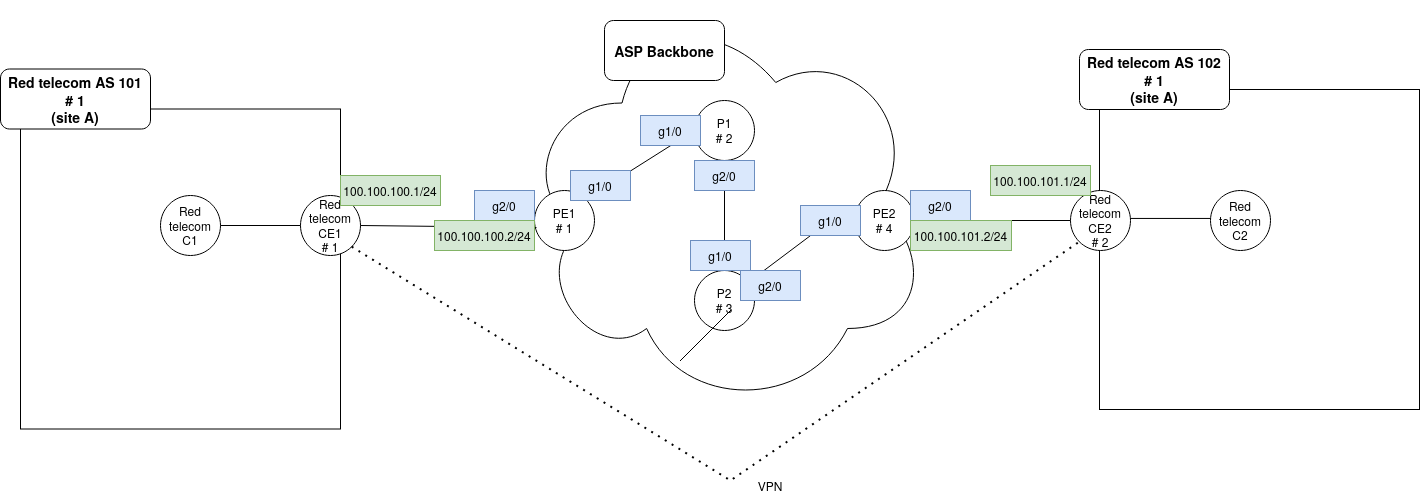 ASP Backbone
Red telecom AS 101
# 1
(site A)
Red telecom AS 102
# 1
(site A)
P1
# 2
g1/0
g2/0
g1/0
100.100.100.1/24
Red
telecom
CE1
# 1
Red
telecom
C1
g2/0
100.100.100.2/24
PE1
# 1
g1/0
PE2
# 4
g2/0
100.100.101.2/24
100.100.101.1/24
Red
telecom
CE2
# 2
Red
telecom
C2
g1/0
g2/0
P2
# 3
VPN